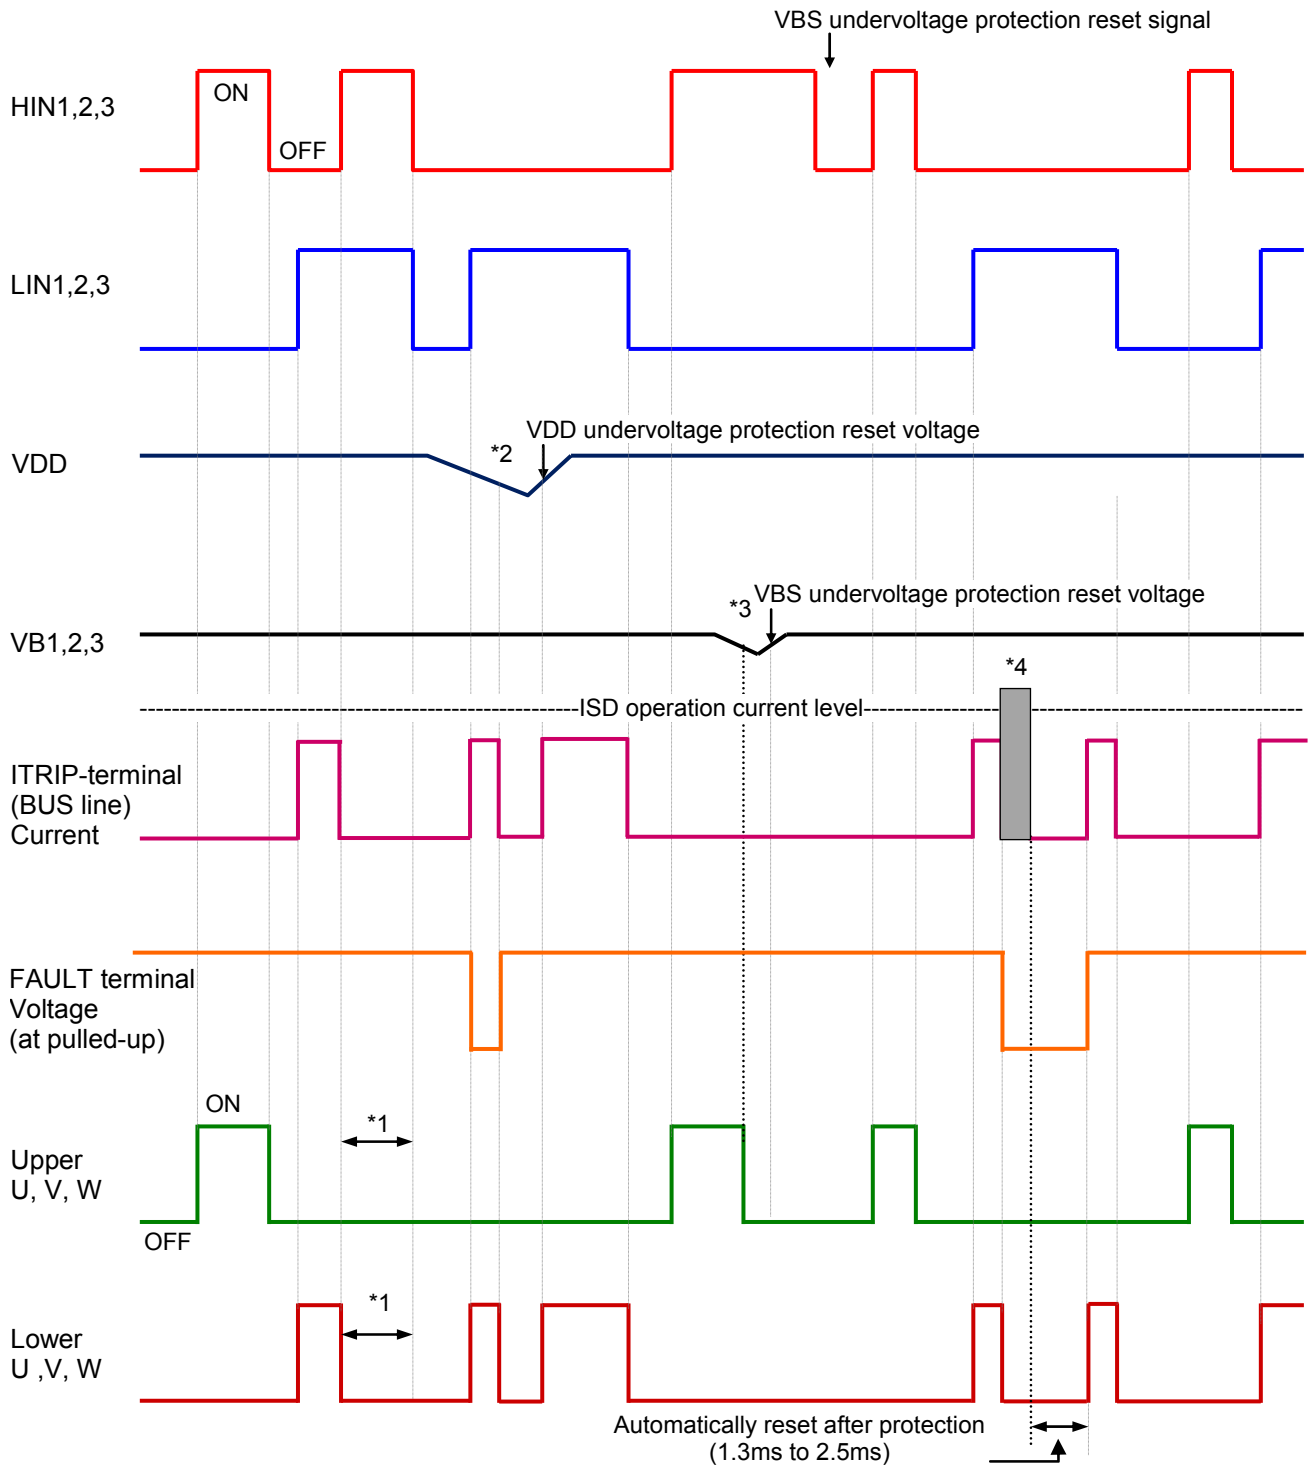 VBS undervoltage protection reset signal
HIN1,2,3
ON
OFF
LIN1,2,3
VDD undervoltage protection reset voltage
*2
VDD
VBS undervoltage protection reset voltage
*3
VB1,2,3
*4
ISD operation current level
ITRIP-terminal
(BUS line)
Current
FAULT terminal
Voltage
(at pulled-up)
ON
*1
Upper
U, V, W
OFF
*1
Lower
U ,V, W
Automatically reset after protection
(1.3ms to 2.5ms)